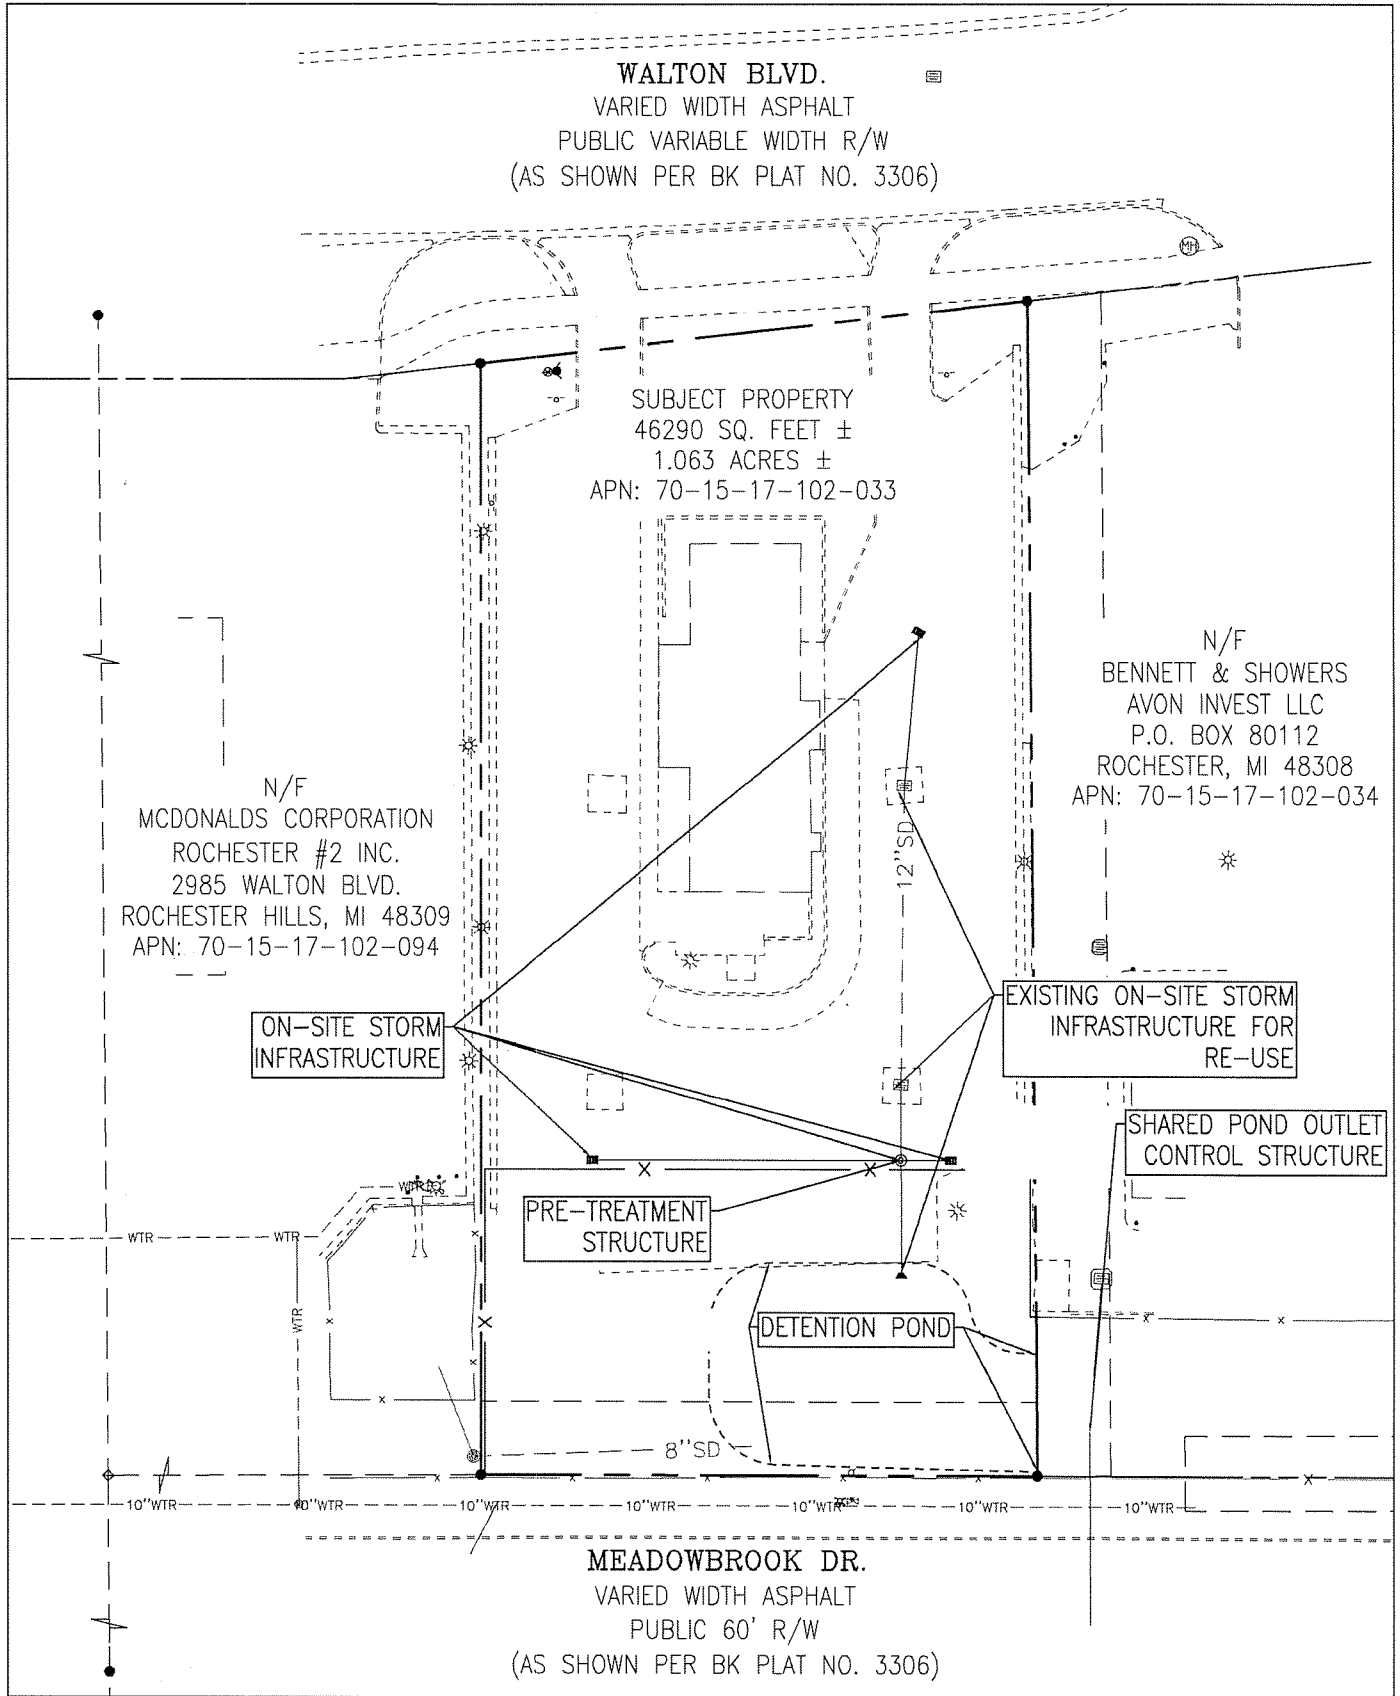 WALTON BLVD.
VARIED WIDTH ASPHALT
PUBLIC VARIABLE WIDTH R/W
(AS SHOWN PER BK PLAT NO. 3306)
MH
SUBJECT PROPERTY
46290 SQ. FEET ±
1.063 ACRES ±
APN: 70-15-17-102-033
N/F
BENNETT & SHOWERS
AVON INVEST LLC
P.O. BOX 80112
ROCHESTER, MI 48308
APN: 70-15-17-102-034
N/F
MCDONALDS CORPORATION
ROCHESTER #2 INC.
2985 WALTON BLVD.
ROCHESTER HILLS, MI 48309
APN: 70-15-17-102-094
12"SD
ON-SITE STORM
INFRASTRUCTURE
EXISTING ON-SITE STORM
INFRASTRUCTURE FOR
RE-USE
SHARED POND OUTLET
CONTROL STRUCTURE
PRE-TREATMENT
STRUCTURE
WTR WTR
WTR
DETENTION POND
8"SD
10"WTR 10"WTR 10"WTR 10"WTR 10"WTR 10"WTR 10"WTR
MEADOWBROOK DR.
VARIED WIDTH ASPHALT
PUBLIC 60' R/W
(AS SHOWN PER BK PLAT NO. 3306)